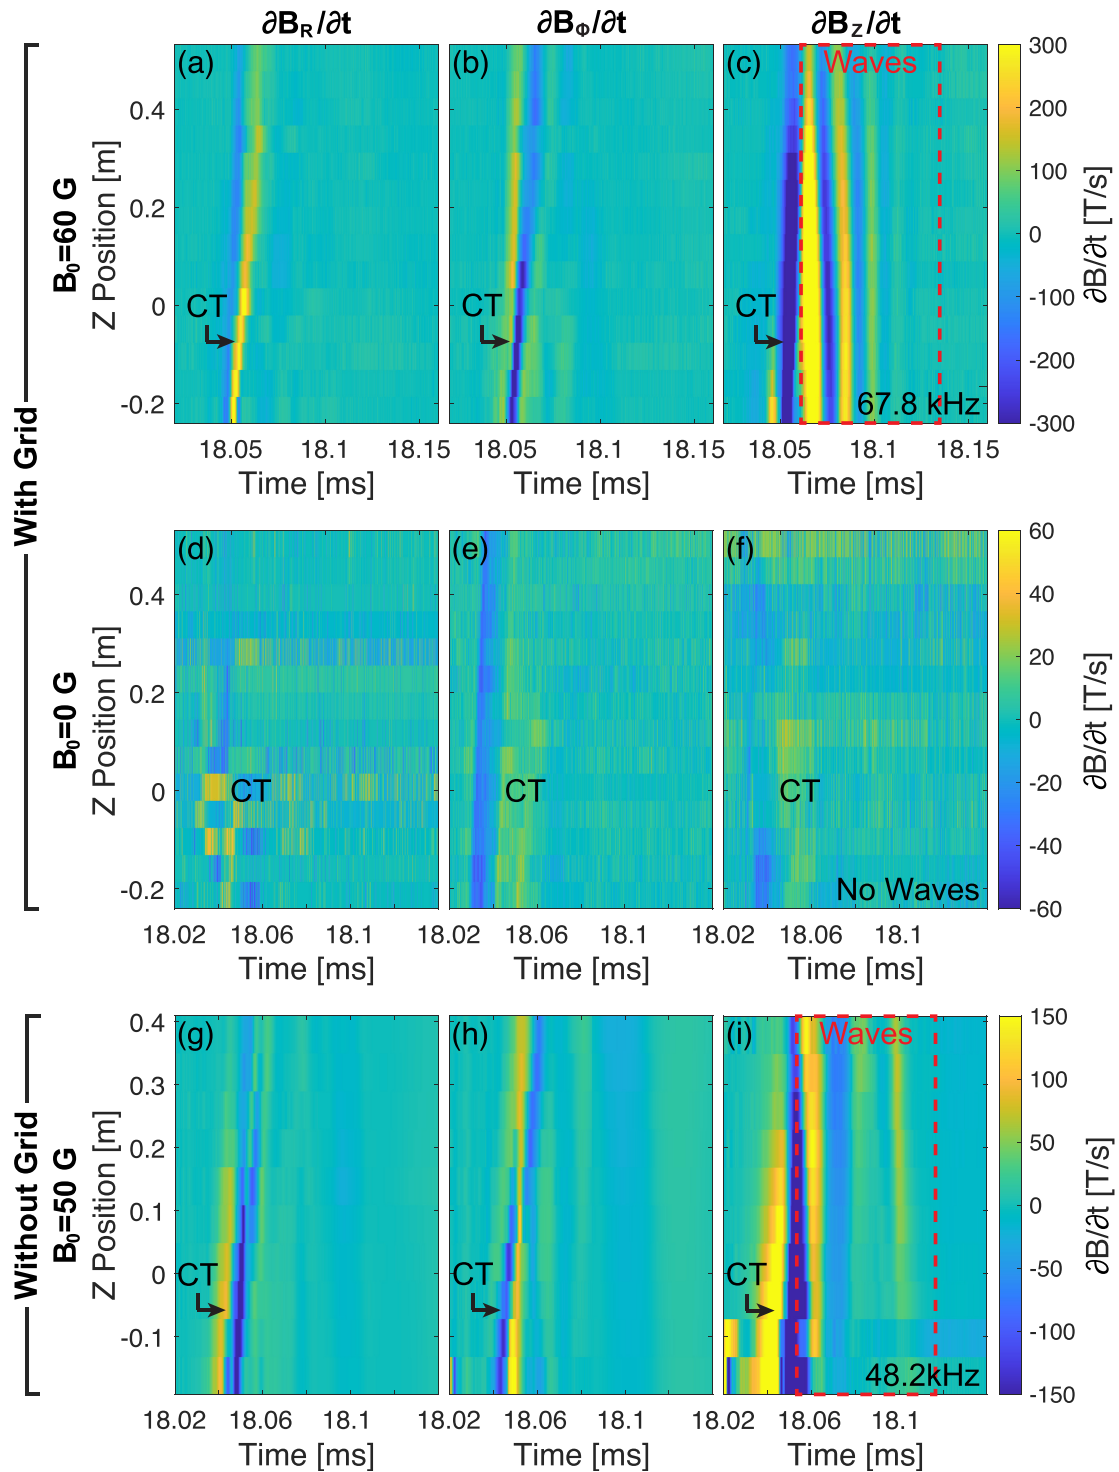 ∂B_R/∂t ∂B_Φ/∂t ∂B_Z/∂t
With Grid
B₀=60 G
Z Position [m]
0.4
0.2
0
-0.2
(a) (b) (c) Waves
CT CT CT
67.8 kHz
18.05 18.1 18.15 18.05 18.1 18.15 18.05 18.1 18.15
Time [ms] Time [ms] Time [ms]
300
200
100
0
-100
-200
-300
∂B/∂t [T/s]
B₀=0 G
Z Position [m]
0.4
0.2
0
-0.2
(d) (e) (f)
CT CT CT
No Waves
18.02 18.06 18.1 18.02 18.06 18.1 18.02 18.06 18.1
Time [ms] Time [ms] Time [ms]
60
40
20
0
-20
-40
-60
∂B/∂t [T/s]
Without Grid
B₀=50 G
Z Position [m]
0.4
0.3
0.2
0.1
0
-0.1
(g) (h) (i) Waves
CT CT CT
48.2kHz
18.02 18.06 18.1 18.02 18.06 18.1 18.02 18.06 18.1
Time [ms] Time [ms] Time [ms]
150
100
50
0
-50
-100
-150
∂B/∂t [T/s]